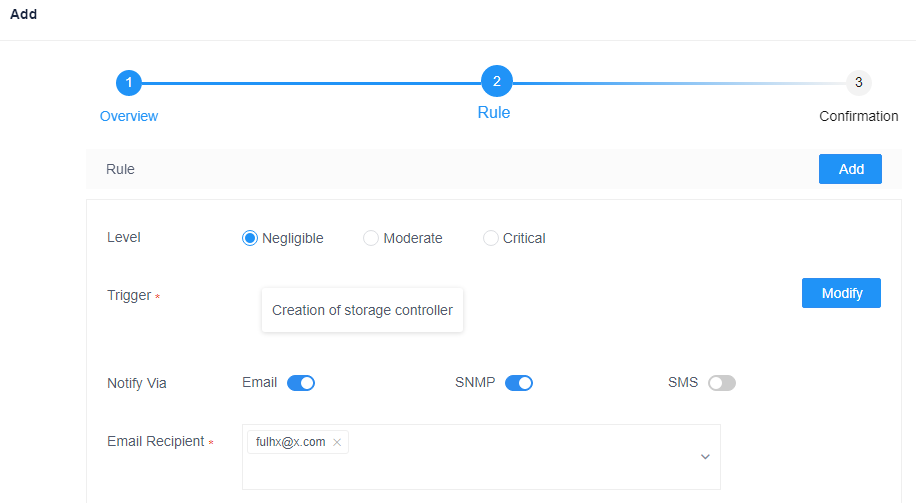 Add
1
2
3
Overview
Rule
Confirmation
Rule
Add
Level
Negligible
Moderate
Critical
Trigger *
Creation of storage controller
Modify
Notify Via
Email
SNMP
SMS
Email Recipient *
fulhx@x.com ×